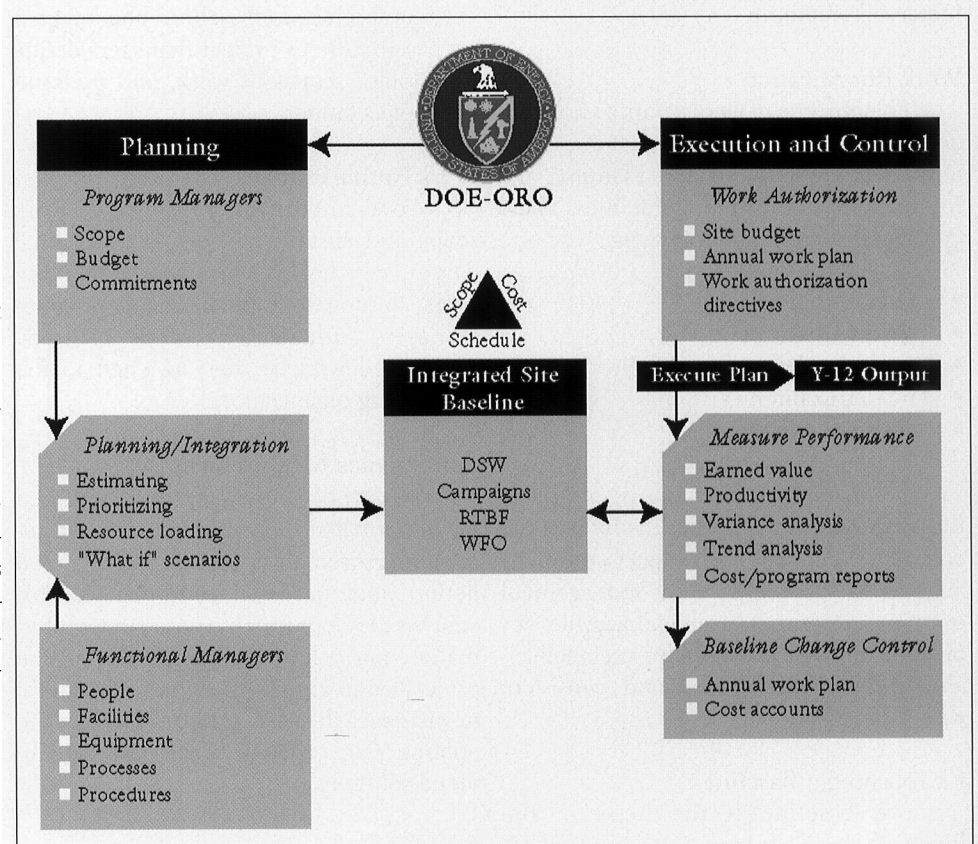 DEPARTMENT OF ENERGY
UNITED STATES OF AMERICA
DOE-ORO
Planning
Program Managers
Scope
Budget
Commitments
Planning/Integration
Estimating
Prioritizing
Resource loading
"What if" scenarios
Functional Managers
People
Facilities
Equipment
Processes
Procedures
Scope
Cost
Schedule
Integrated Site
Baseline
DSW
Campaigns
RTBF
WFO
Execution and Control
Work Authorization
Site budget
Annual work plan
Work authorization
directives
Execute Plan
Y-12 Output
Measure Performance
Earned value
Productivity
Variance analysis
Trend analysis
Cost/program reports
Baseline Change Control
Annual work plan
Cost accounts